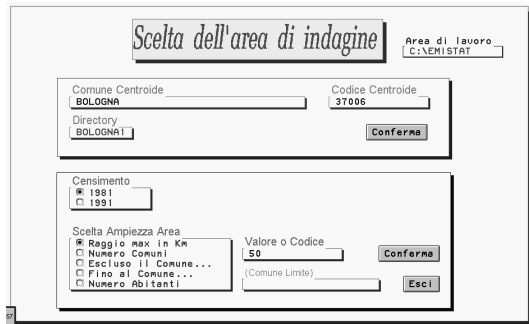 Scelta dell'area di indagine
Area di lavoro
C:\EMISTAT
Comune Centroide
Codice Centroide
BOLOGNA
37006
Directory
BOLOGNA1
Conferma
Censimento
1981
1991
Scelta Ampiezza Area
Raggio max in Km
Numero Comuni
Escluso il Comune...
Fino al Comune...
Numero Abitanti
Valore o Codice
50
Conferma
(Comune Limite)
Esci
57